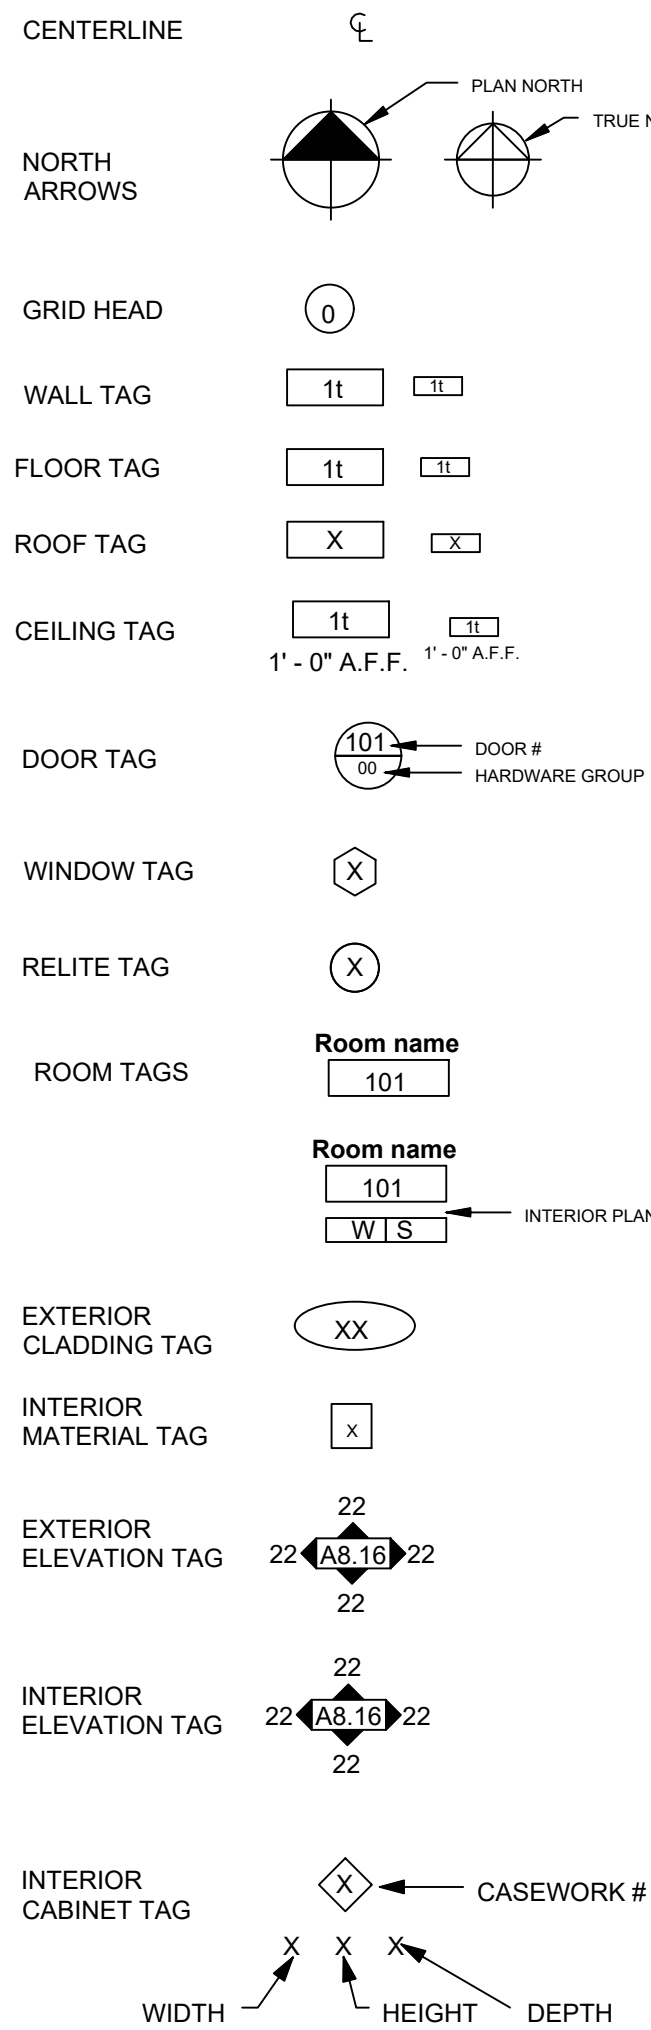 CENTERLINE ℄
PLAN NORTH
TRUE N
NORTH
ARROWS
GRID HEAD 0
WALL TAG 1t 1t
FLOOR TAG 1t 1t
ROOF TAG X X
CEILING TAG 1t 1t
1' - 0" A.F.F. 1' - 0" A.F.F.
DOOR TAG 101 DOOR #
00 HARDWARE GROUP
WINDOW TAG X
RELITE TAG X
Room name
ROOM TAGS 101
Room name
101
W S INTERIOR PLAN
EXTERIOR
CLADDING TAG XX
INTERIOR
MATERIAL TAG x
22
EXTERIOR
ELEVATION TAG 22 A8.16 22
22
22
INTERIOR
ELEVATION TAG 22 A8.16 22
22
INTERIOR
CABINET TAG X CASEWORK #
X X X
WIDTH HEIGHT DEPTH